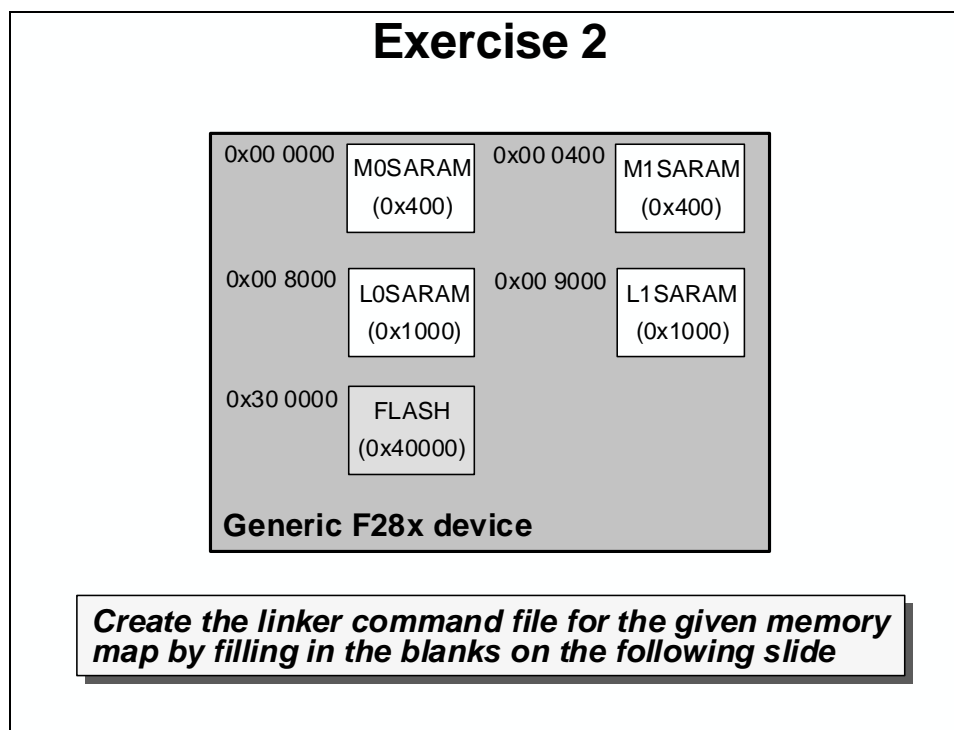 Exercise 2
0x00 0000
M0SARAM
(0x400)
0x00 0400
M1SARAM
(0x400)
0x00 8000
L0SARAM
(0x1000)
0x00 9000
L1SARAM
(0x1000)
0x30 0000
FLASH
(0x40000)
Generic F28x device
Create the linker command file for the given memory
map by filling in the blanks on the following slide